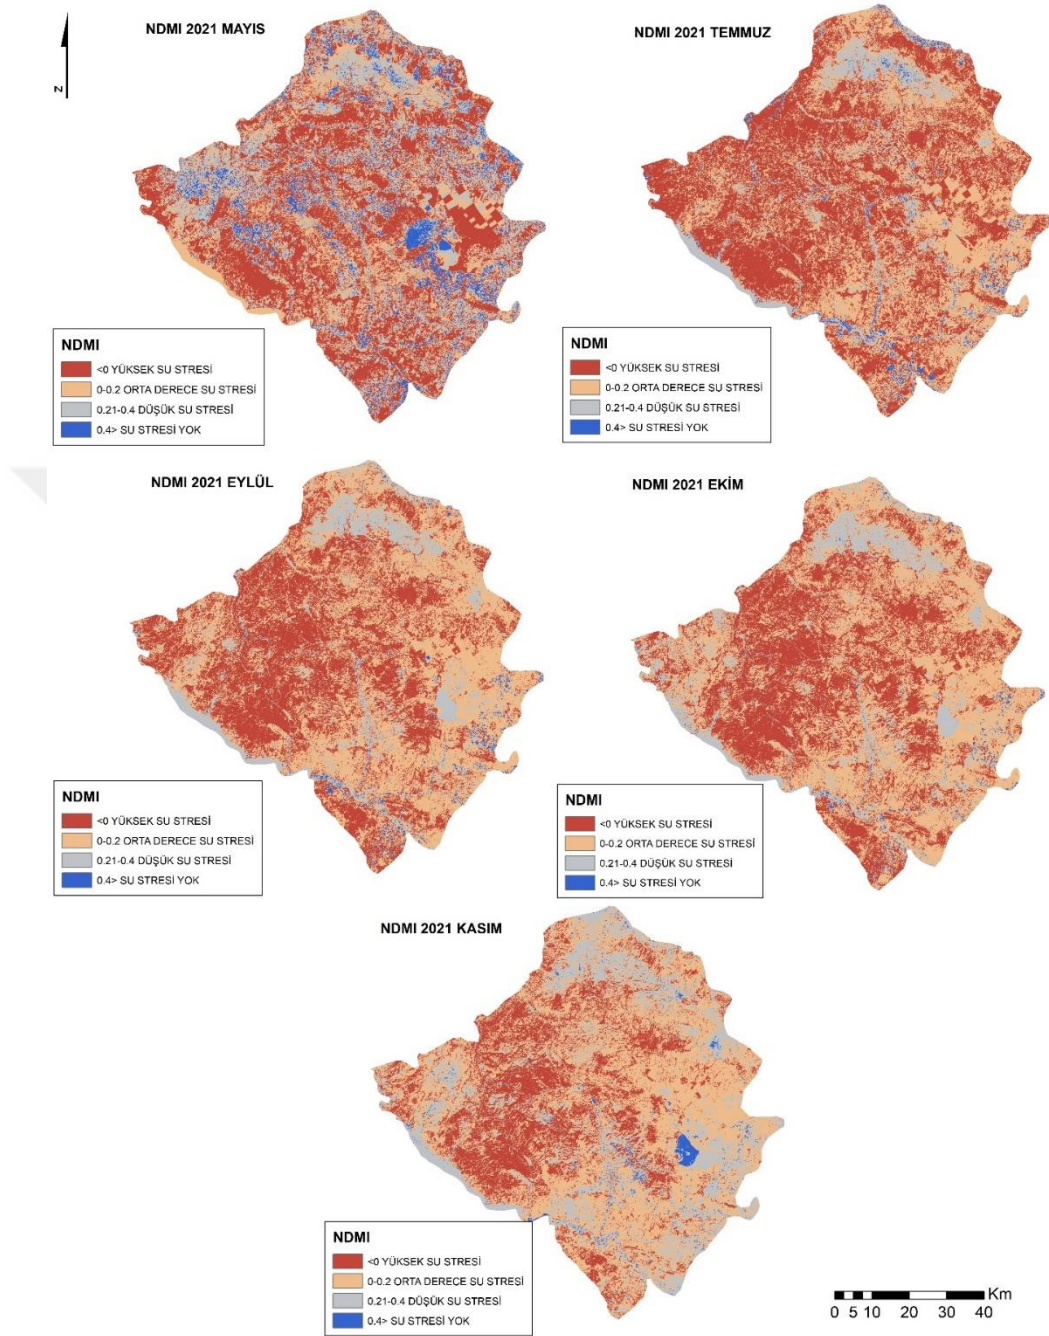 NDMI 2021 MAYIS
N
NDMI
<0 YÜKSEK SU STRESİ
0-0.2 ORTA DERECE SU STRESİ
0.21-0.4 DÜŞÜK SU STRESİ
0.4> SU STRESİ YOK
NDMI 2021 TEMMUZ
NDMI
<0 YÜKSEK SU STRESİ
0-0.2 ORTA DERECE SU STRESİ
0.21-0.4 DÜŞÜK SU STRESİ
0.4> SU STRESİ YOK
NDMI 2021 EYLÜL
NDMI
<0 YÜKSEK SU STRESİ
0-0.2 ORTA DERECE SU STRESİ
0.21-0.4 DÜŞÜK SU STRESİ
0.4> SU STRESİ YOK
NDMI 2021 EKİM
NDMI
<0 YÜKSEK SU STRESİ
0-0.2 ORTA DERECE SU STRESİ
0.21-0.4 DÜŞÜK SU STRESİ
0.4> SU STRESİ YOK
NDMI 2021 KASIM
NDMI
<0 YÜKSEK SU STRESİ
0-0.2 ORTA DERECE SU STRESİ
0.21-0.4 DÜŞÜK SU STRESİ
0.4> SU STRESİ YOK
Km
0 5 10 20 30 40